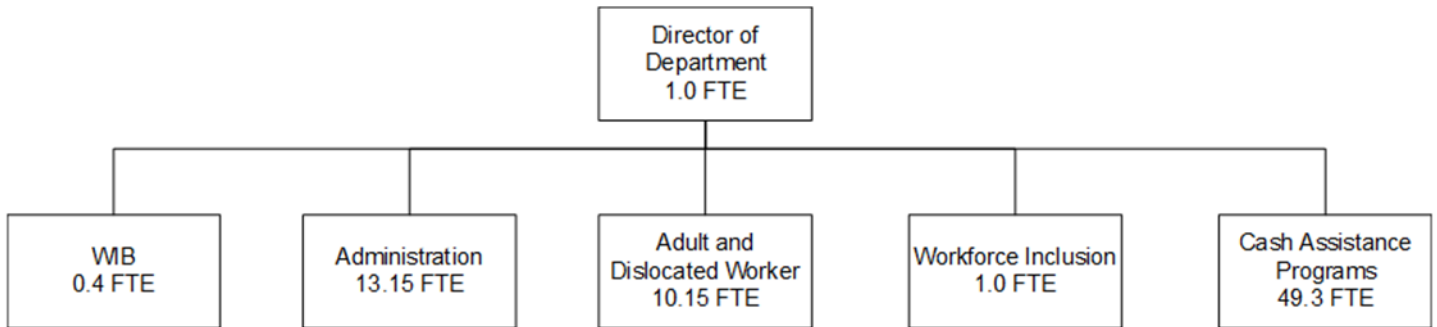 Director of
Department
1.0 FTE
WIB
0.4 FTE
Administration
13.15 FTE
Adult and
Dislocated Worker
10.15 FTE
Workforce Inclusion
1.0 FTE
Cash Assistance
Programs
49.3 FTE